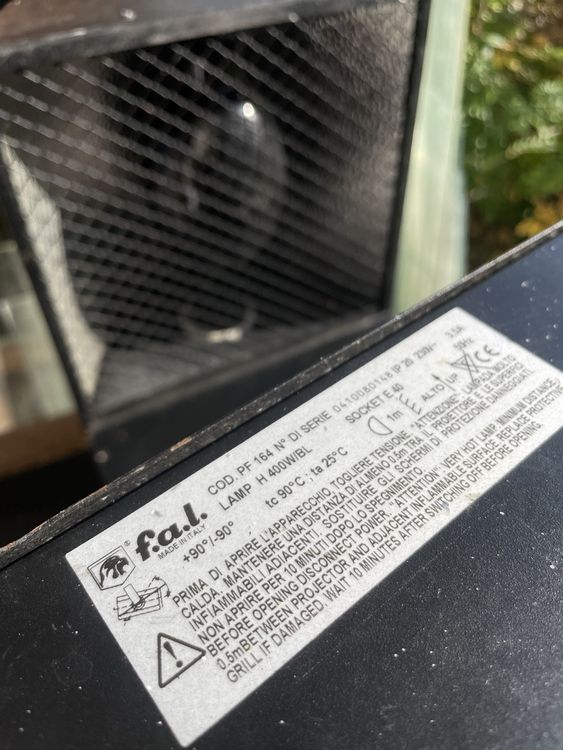 f.a.l.
MADE IN ITALY
COD. PF 164 N° DI SERIE 0410080148 IP 20 230V~ 3.5A
LAMP H 400W/BL SOCKET E 40 50Hz
+90°/-90° tc 90°C ; ta 25°C 1m ALTO UP CE
PRIMA DI APRIRE L'APPARECCHIO, TOGLIERE TENSIONE. "ATTENZIONE" LAMPADA MOLTO
CALDA. MANTENERE UNA DISTANZA DI ALMENO 0.5m TRA IL PROIETTORE E LE SUPERFICI
INFIAMMABILI ADIACENTI. SOSTITUIRE GLI SCHERMI DI PROTEZIONE DANNEGGIATI.
NON APRIRE PER 10 MINUTI DOPO LO SPEGNIMENTO.
BEFORE OPENING DISCONNECT POWER. "ATTENTION" VERY HOT LAMP. MINIMUM DISTANCE
0.5m BETWEEN PROJECTOR AND ADJACENT INFLAMMABLE SURFACE. REPLACE PROTECTIVE
GRILL IF DAMAGED. WAIT 10 MINUTES AFTER SWITCHING OFF BEFORE OPENING.